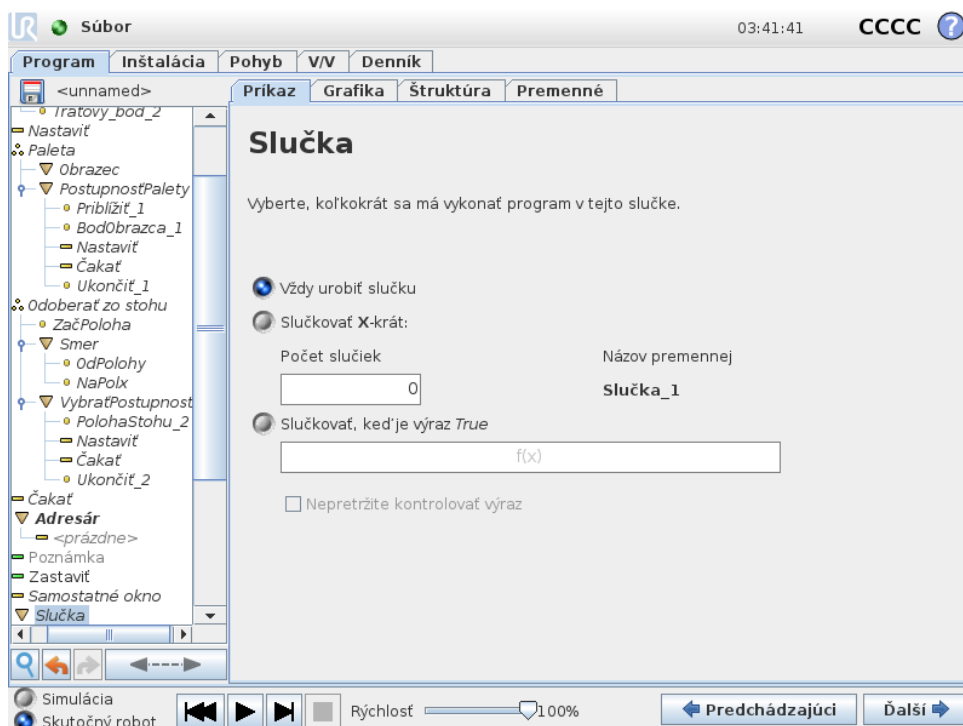 UR Súbor 03:41:41 CCCC ?
Program Inštalácia Pohyb V/V Denník
<unnamed> Príkaz Grafika Štruktúra Premenné
Traťový_bod_2
Nastaviť
Paleta
Obrazec
PostupnosťPalety
Priblížiť_1
BodObrazca_1
Nastaviť
Čakať
Ukončiť_1
Odoberať zo stohu
ZačPoloha
Smer
OdPolohy
NaPolx
VybraťPostupnost
PolohaStohu_2
Nastaviť
Čakať
Ukončiť_2
Čakať
Adresár
<prázdne>
Poznámka
Zastaviť
Samostatné okno
Slučka
Slučka
Vyberte, koľkokrát sa má vykonať program v tejto slučke.
Vždy urobiť slučku
Slučkovať X-krát:
Počet slučiek Názov premennej
0 Slučka_1
Slučkovať, keď je výraz True
f(x)
Nepretržite kontrolovať výraz
Simulácia
Skutočný robot
Rýchlosť 100%
Predchádzajúci Ďalší